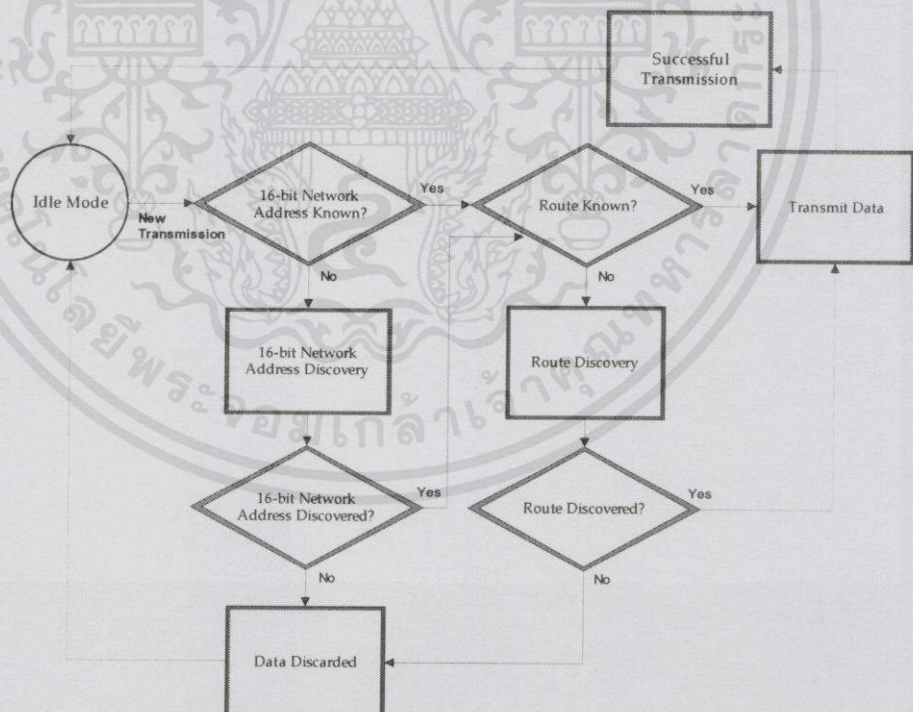 Successful
Transmission
Idle Mode
New
Transmission
16-bit Network
Address Known?
Yes
Route Known?
Yes
Transmit Data
No
No
16-bit Network
Address Discovery
Route Discovery
16-bit Network
Address Discovered?
Yes
Route Discovered?
Yes
No
No
Data Discarded